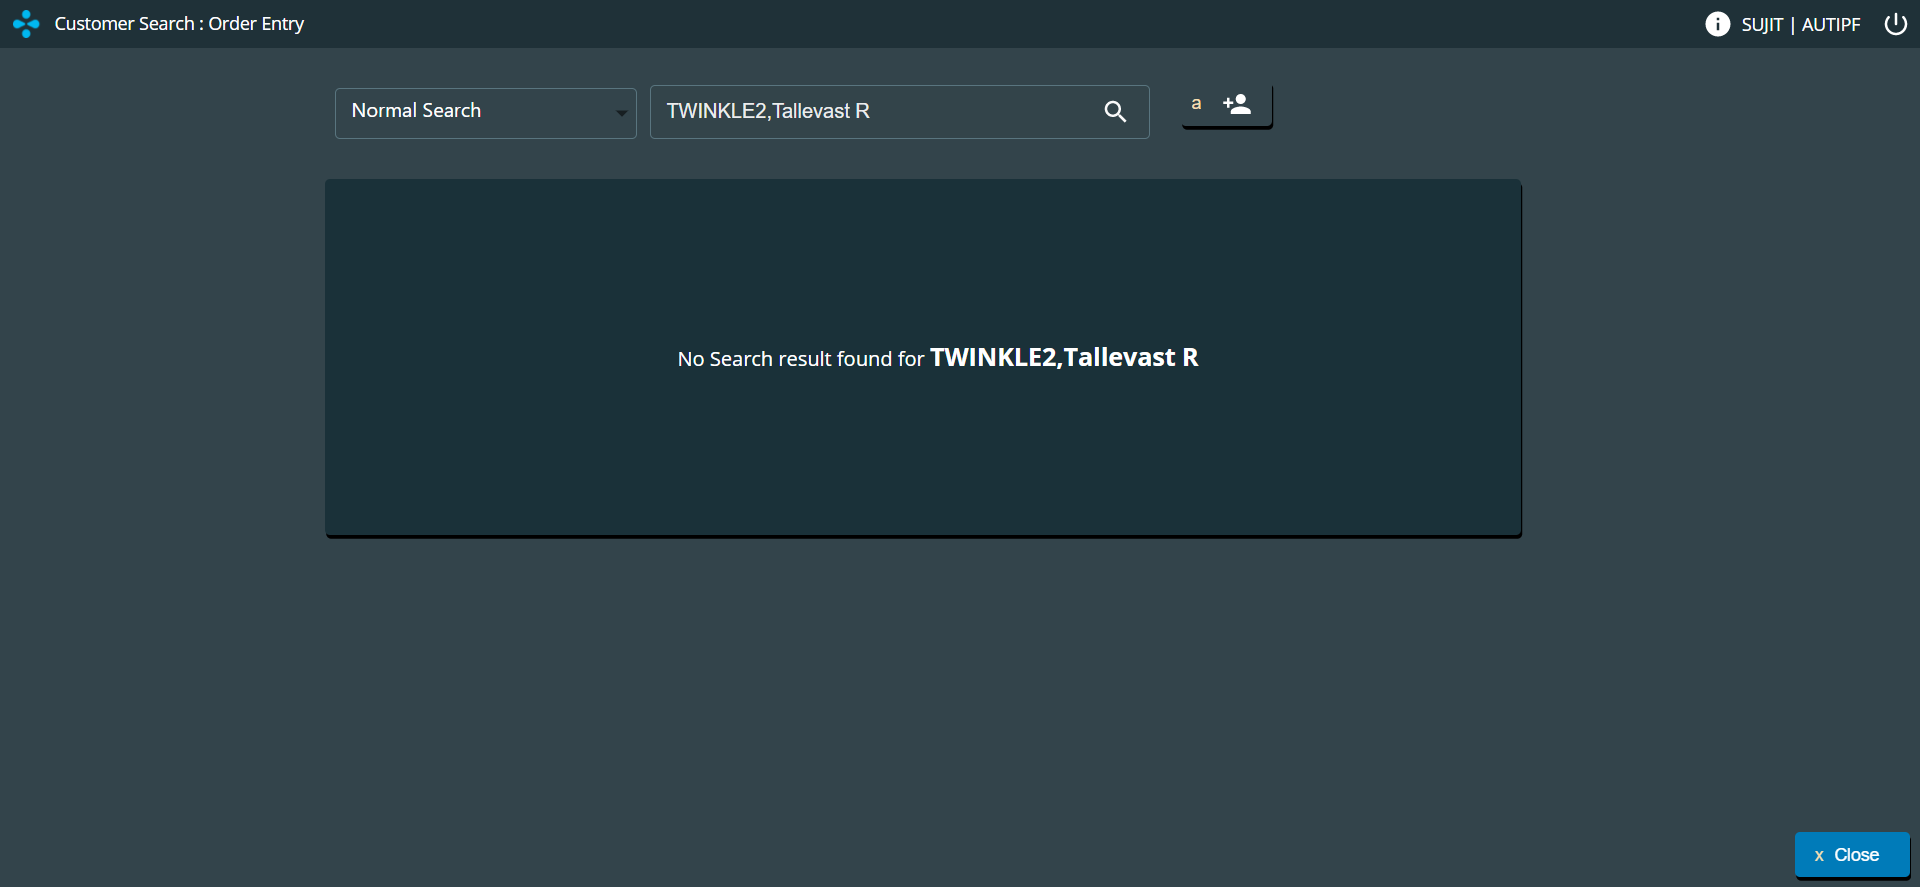 Customer Search : Order Entry
SUJIT | AUTIPF
Normal Search
TWINKLE2,Tallevast R
a
No Search result found for TWINKLE2,Tallevast R
x Close